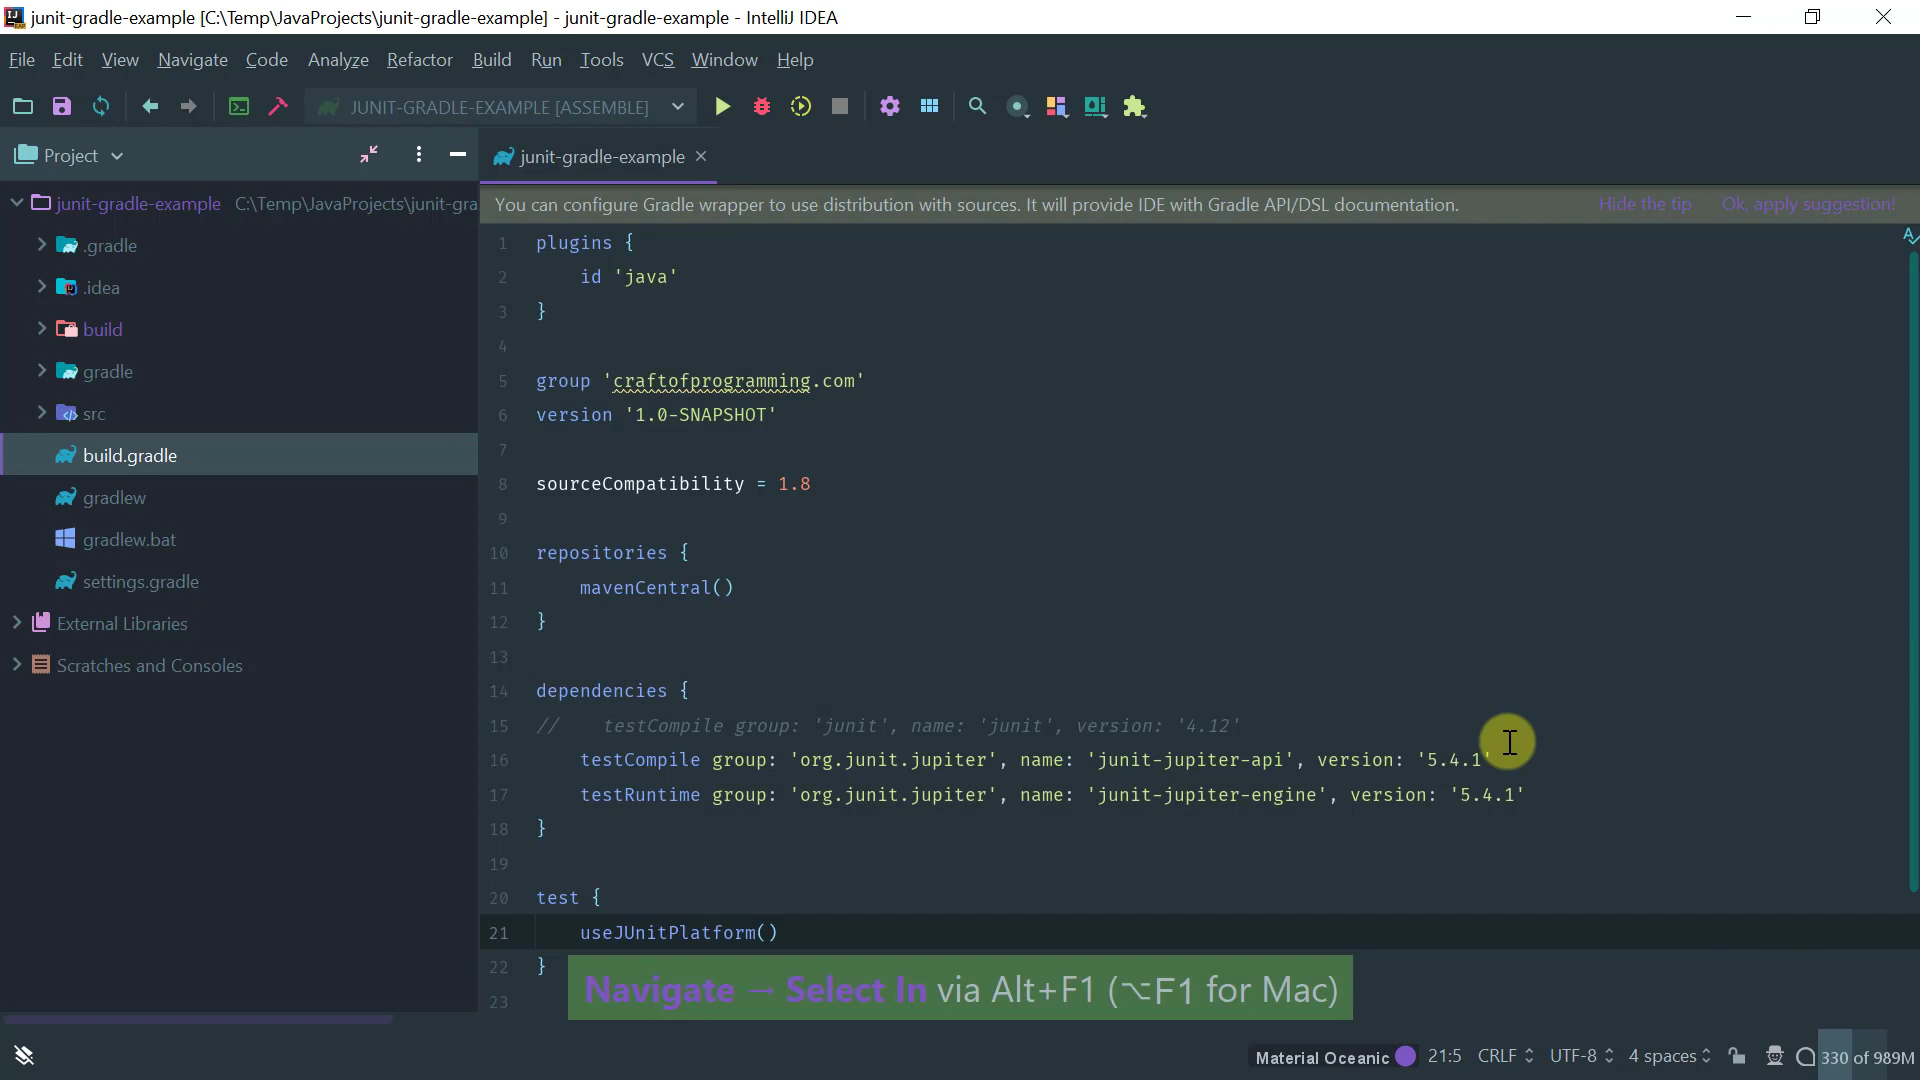 junit-gradle-example [C:\Temp\JavaProjects\junit-gradle-example] - junit-gradle-example - IntelliJ IDEA
File Edit View Navigate Code Analyze Refactor Build Run Tools VCS Window Help
JUNIT-GRADLE-EXAMPLE [ASSEMBLE]
Project
junit-gradle-example C:\Temp\JavaProjects\junit-gra
.gradle
.idea
build
gradle
src
build.gradle
gradlew
gradlew.bat
settings.gradle
External Libraries
Scratches and Consoles
junit-gradle-example
You can configure Gradle wrapper to use distribution with sources. It will provide IDE with Gradle API/DSL documentation. Hide the tip Ok, apply suggestion!
1 plugins {
2 id 'java'
3 }
4
5 group 'craftofprogramming.com'
6 version '1.0-SNAPSHOT'
7
8 sourceCompatibility = 1.8
9
10 repositories {
11 mavenCentral()
12 }
13
14 dependencies {
15 // testCompile group: 'junit', name: 'junit', version: '4.12'
16 testCompile group: 'org.junit.jupiter', name: 'junit-jupiter-api', version: '5.4.1'
17 testRuntime group: 'org.junit.jupiter', name: 'junit-jupiter-engine', version: '5.4.1'
18 }
19
20 test {
21 useJUnitPlatform()
22 }
23
Navigate → Select In via Alt+F1 (⌥F1 for Mac)
Material Oceanic 21:5 CRLF UTF-8 4 spaces 330 of 989M